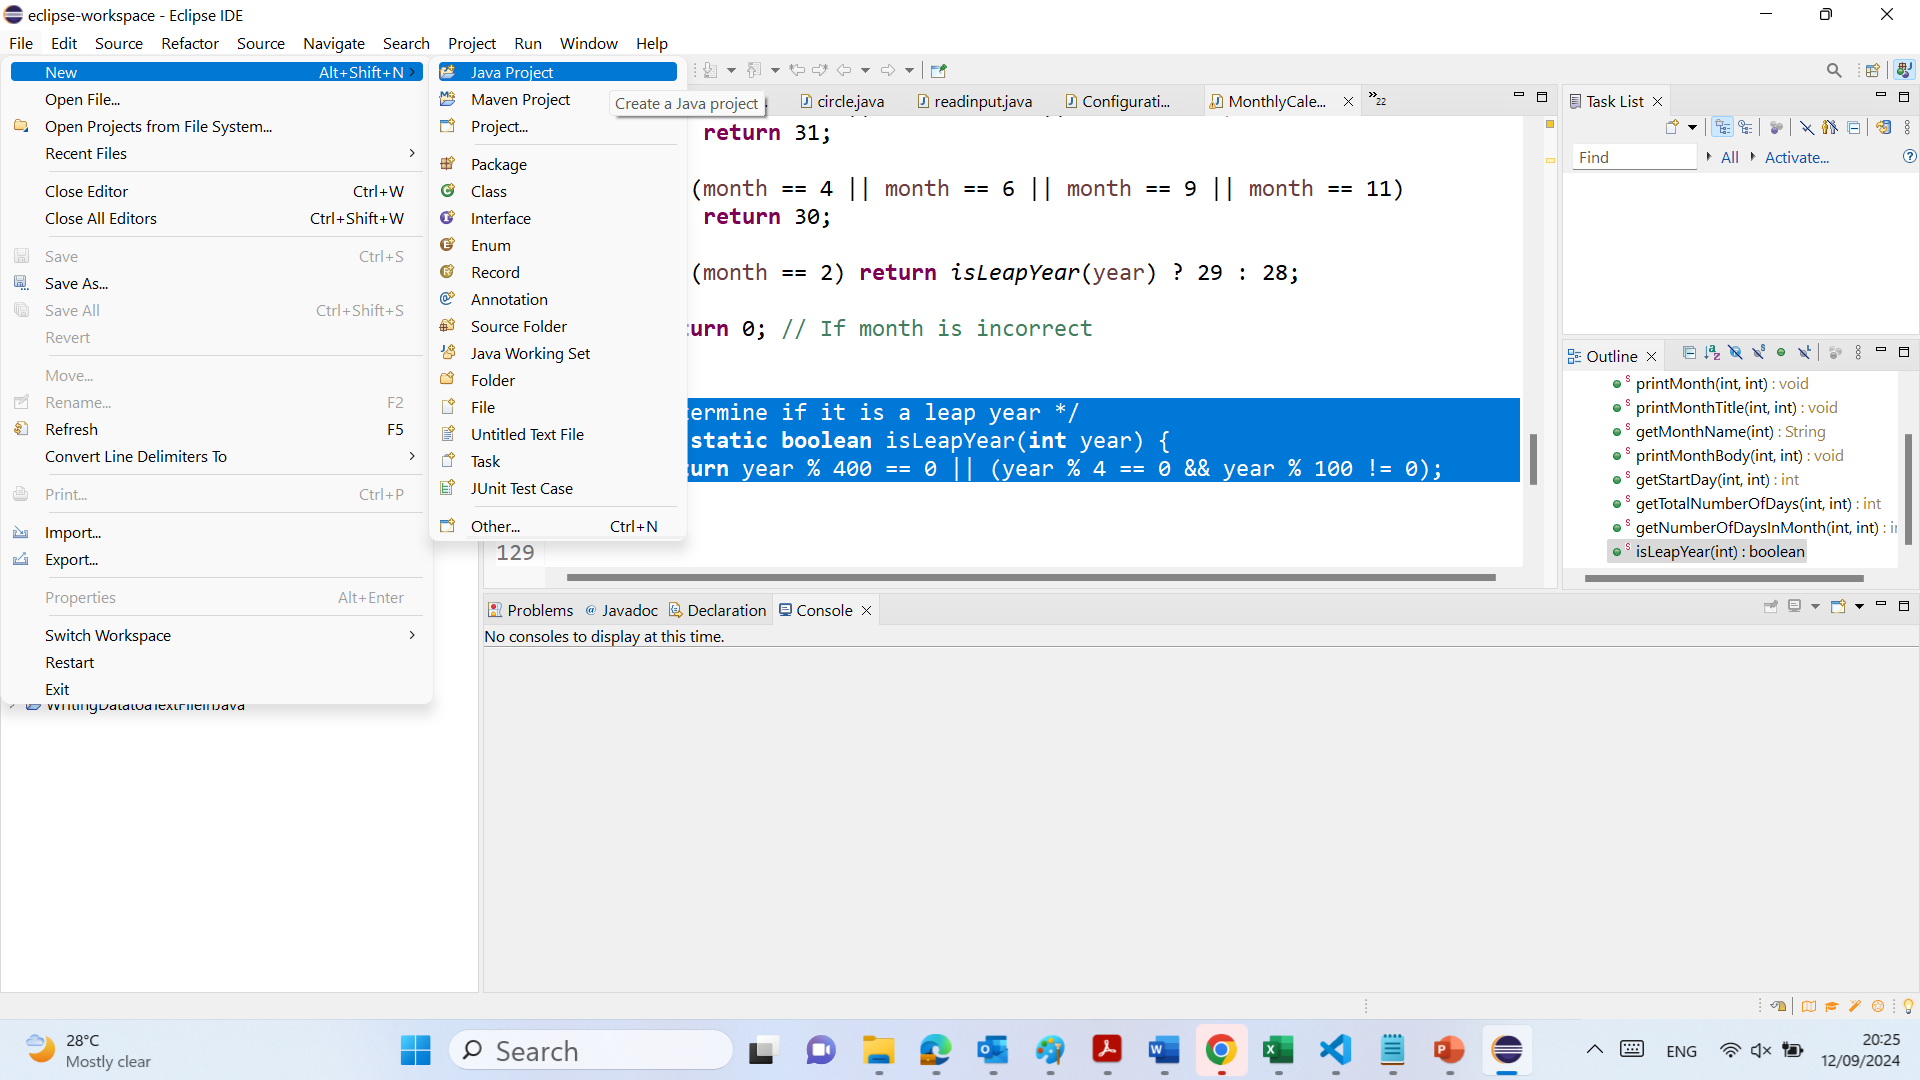 eclipse-workspace - Eclipse IDE
File Edit Source Refactor Source Navigate Search Project Run Window Help
New Alt+Shift+N
Open File...
Open Projects from File System...
Recent Files
Close Editor Ctrl+W
Close All Editors Ctrl+Shift+W
Save Ctrl+S
Save As...
Save All Ctrl+Shift+S
Revert
Move...
Rename... F2
Refresh F5
Convert Line Delimiters To
Print... Ctrl+P
Import...
Export...
Properties Alt+Enter
Switch Workspace
Restart
Exit
WritingDatatoaTextFileinJava
Java Project
Maven Project
Project...
Package
Class
Interface
Enum
Record
Annotation
Source Folder
Java Working Set
Folder
File
Untitled Text File
Task
JUnit Test Case
Other... Ctrl+N
Create a Java project
circle.java readinput.java Configurati... MonthlyCale... »22
return 31;
(month == 4 || month == 6 || month == 9 || month == 11)
return 30;
(month == 2) return isLeapYear(year) ? 29 : 28;
urn 0; // If month is incorrect
ermine if it is a leap year */
static boolean isLeapYear(int year) {
urn year % 400 == 0 || (year % 4 == 0 && year % 100 != 0);
129
Task List
Find All Activate...
Outline
printMonth(int, int) : void
printMonthTitle(int, int) : void
getMonthName(int) : String
printMonthBody(int, int) : void
getStartDay(int, int) : int
getTotalNumberOfDays(int, int) : int
getNumberOfDaysInMonth(int, int) : i
isLeapYear(int) : boolean
Problems Javadoc Declaration Console
No consoles to display at this time.
28°C
Mostly clear
Search
ENG
20:25
12/09/2024